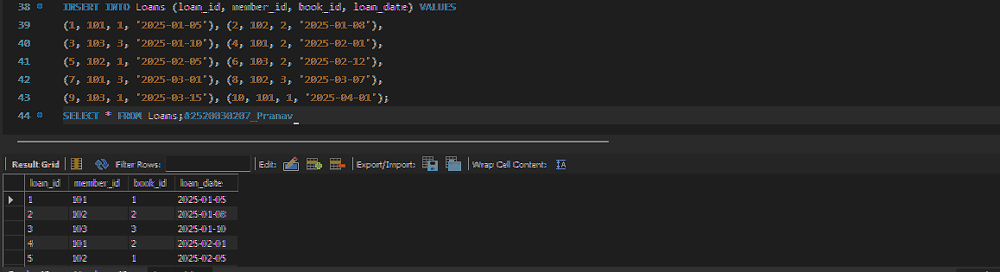 38 INSERT INTO Loans (loan_id, member_id, book_id, loan_date) VALUES
39 (1, 101, 1, '2025-01-05'), (2, 102, 2, '2025-01-08'),
40 (3, 103, 3, '2025-01-10'), (4, 101, 2, '2025-02-01'),
41 (5, 102, 1, '2025-02-05'), (6, 103, 2, '2025-02-12'),
42 (7, 101, 3, '2025-03-01'), (8, 102, 3, '2025-03-07'),
43 (9, 103, 1, '2025-03-15'), (10, 101, 1, '2025-04-01');
44 SELECT * FROM Loans;#2520030207_Pranav
Result Grid Filter Rows: Edit: Export/Import: Wrap Cell Content: IA
loan_id member_id book_id loan_date
1 101 1 2025-01-05
2 102 2 2025-01-08
3 103 3 2025-01-10
4 101 2 2025-02-01
5 102 1 2025-02-05